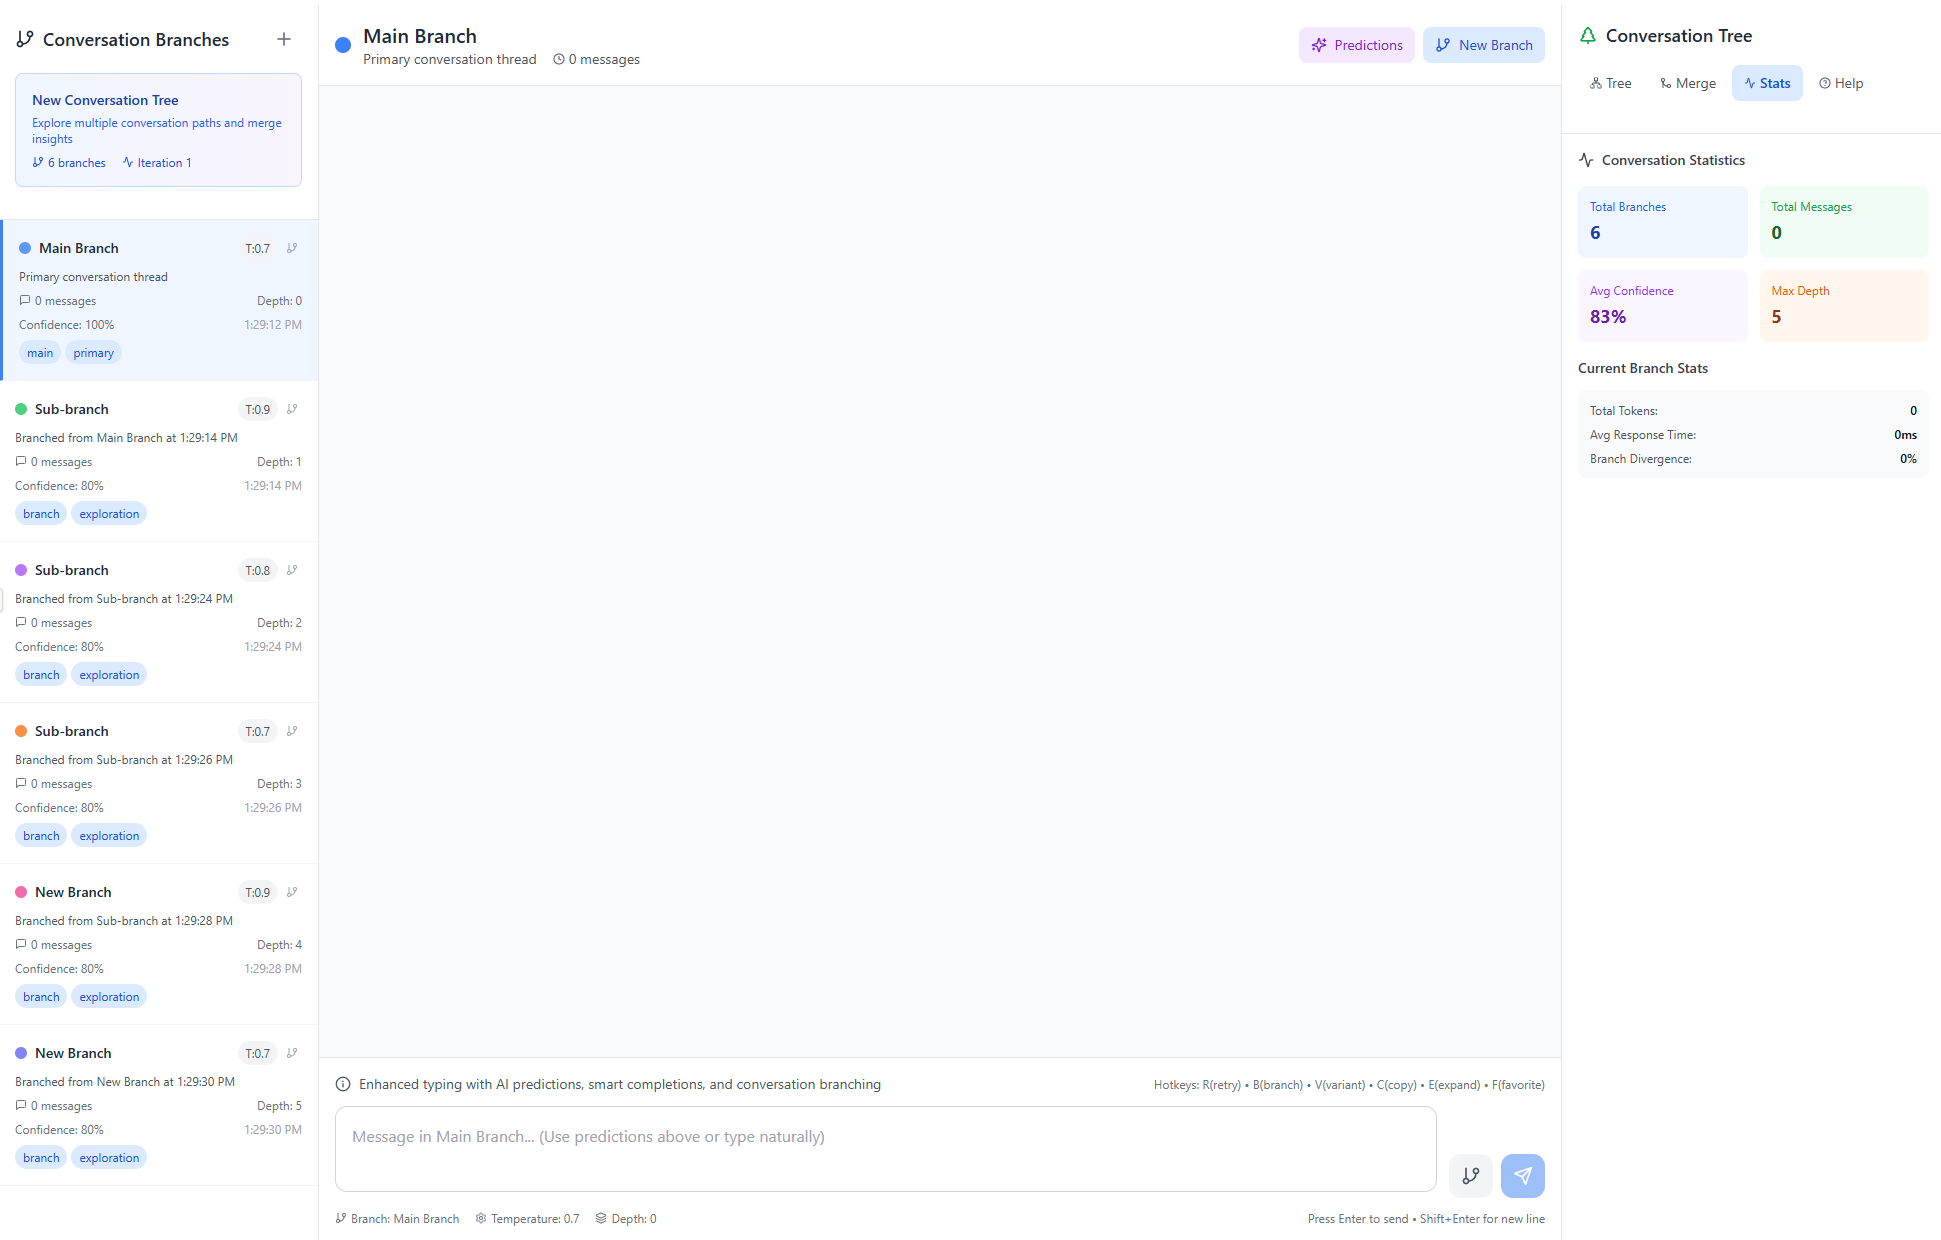 Conversation Branches
New Conversation Tree
Explore multiple conversation paths and merge
insights
6 branches Iteration 1
Main Branch T:0.7
Primary conversation thread
0 messages Depth: 0
Confidence: 100% 1:29:12 PM
main primary
Sub-branch T:0.9
Branched from Main Branch at 1:29:14 PM
0 messages Depth: 1
Confidence: 80% 1:29:14 PM
branch exploration
Sub-branch T:0.8
Branched from Sub-branch at 1:29:24 PM
0 messages Depth: 2
Confidence: 80% 1:29:24 PM
branch exploration
Sub-branch T:0.7
Branched from Sub-branch at 1:29:26 PM
0 messages Depth: 3
Confidence: 80% 1:29:26 PM
branch exploration
New Branch T:0.9
Branched from Sub-branch at 1:29:28 PM
0 messages Depth: 4
Confidence: 80% 1:29:28 PM
branch exploration
New Branch T:0.7
Branched from New Branch at 1:29:30 PM
0 messages Depth: 5
Confidence: 80% 1:29:30 PM
branch exploration
Main Branch
Primary conversation thread 0 messages
Predictions New Branch
Enhanced typing with AI predictions, smart completions, and conversation branching
Hotkeys: R(retry) • B(branch) • V(variant) • C(copy) • E(expand) • F(favorite)
Message in Main Branch... (Use predictions above or type naturally)
Branch: Main Branch Temperature: 0.7 Depth: 0
Press Enter to send • Shift+Enter for new line
Conversation Tree
Tree Merge Stats Help
Conversation Statistics
Total Branches
6
Total Messages
0
Avg Confidence
83%
Max Depth
5
Current Branch Stats
Total Tokens: 0
Avg Response Time: 0ms
Branch Divergence: 0%